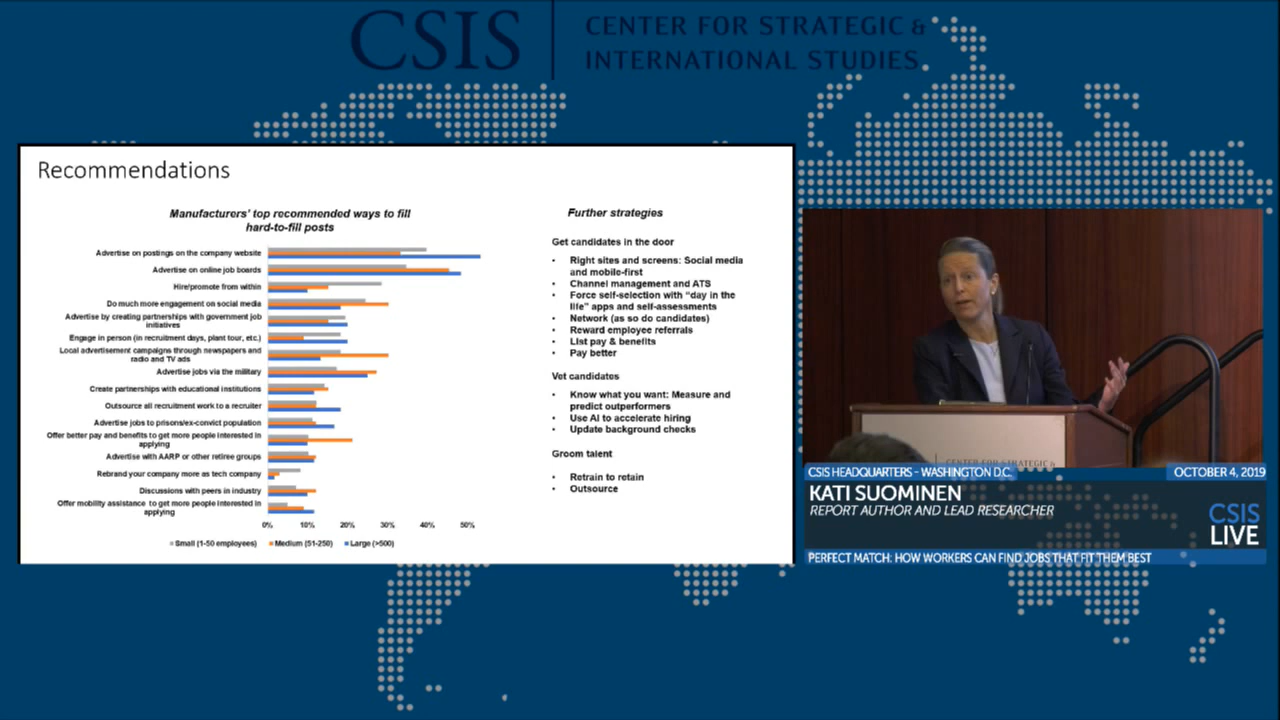 CSIS
CENTER FOR STRATEGIC &
INTERNATIONAL STUDIES
Recommendations
Manufacturers' top recommended ways to fill
hard-to-fill posts
Advertise on postings on the company website
Advertise on online job boards
Hire/promote from within
Do much more engagement on social media
Advertise by creating partnerships with government job
initiatives
Engage in person (in recruitment days, plant tour, etc.)
Local advertisement campaigns through newspapers and
radio and TV ads
Advertise jobs via the military
Create partnerships with educational institutions
Outsource all recruitment work to a recruiter
Advertise jobs to prisons/ex-convict population
Offer better pay and benefits to get more people interested in
applying
Advertise with AARP or other retiree groups
Rebrand your company more as tech company
Discussions with peers in industry
Offer mobility assistance to get more people interested in
applying
0% 10% 20% 30% 40% 50%
Small (1-50 employees) Medium (51-250) Large (>500)
Further strategies
Get candidates in the door
• Right sites and screens: Social media
and mobile-first
• Channel management and ATS
• Force self-selection with "day in the
life" apps and self-assessments
• Network (as so do candidates)
• Reward employee referrals
• List pay & benefits
• Pay better
Vet candidates
• Know what you want: Measure and
predict outperformers
• Use AI to accelerate hiring
• Update background checks
Groom talent
• Retrain to retain
• Outsource
CSIS HEADQUARTERS - WASHINGTON D.C.
OCTOBER 4, 2019
KATI SUOMINEN
REPORT AUTHOR AND LEAD RESEARCHER
CSIS
LIVE
PERFECT MATCH: HOW WORKERS CAN FIND JOBS THAT FIT THEM BEST